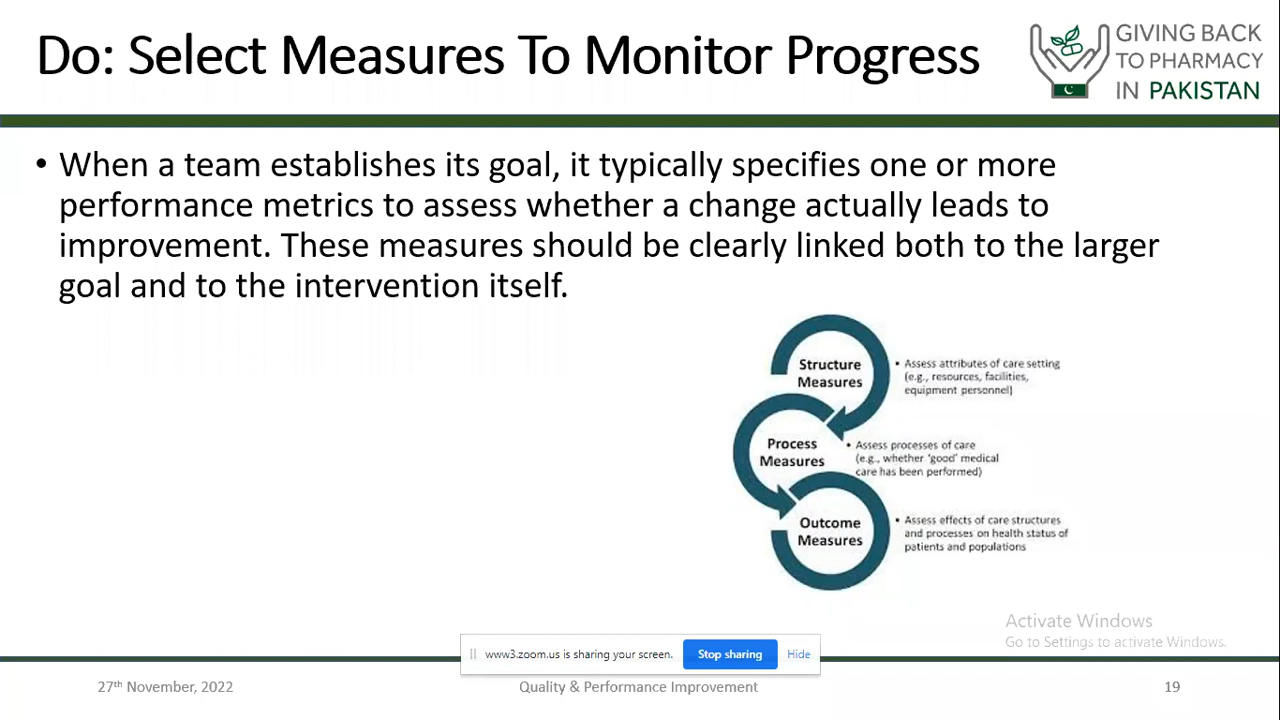 Do: Select Measures To Monitor Progress
GIVING BACK
TO PHARMACY
IN PAKISTAN
• When a team establishes its goal, it typically specifies one or more
performance metrics to assess whether a change actually leads to
improvement. These measures should be clearly linked both to the larger
goal and to the intervention itself.
Structure
Measures
• Assess attributes of care setting
(e.g., resources, facilities,
equipment personnel)
Process
Measures
• Assess processes of care
(e.g., whether 'good' medical
care has been performed)
Outcome
Measures
• Assess effects of care structures
and processes on health status of
patients and populations
Activate Windows
Go to Settings to activate Windows.
www3.zoom.us is sharing your screen. Stop sharing Hide
27th November, 2022 Quality & Performance Improvement 19